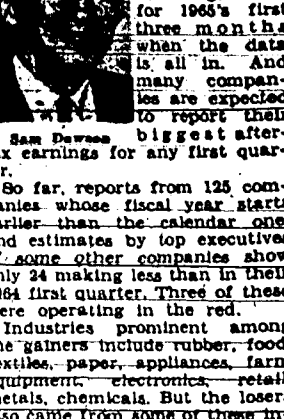 for 1965's first
three months
when the data
is all in. And
many compan-
ies are expected
to report their
Sam Dawson
biggest after-
x earnings for any first quar-
r.
So far, reports from 125 com-
anies whose fiscal year starts
arlier than the calendar one
nd estimates by top executives
f some other companies show
nly 24 making less than in their
964 first quarter. Three of these
ere operating in the red.
Industries prominent among
he gainers include rubber, food
extiles, paper, appliances, farm
quipment, electronics, retail
etals, chemicals. But the losers
lso came from some of these in-